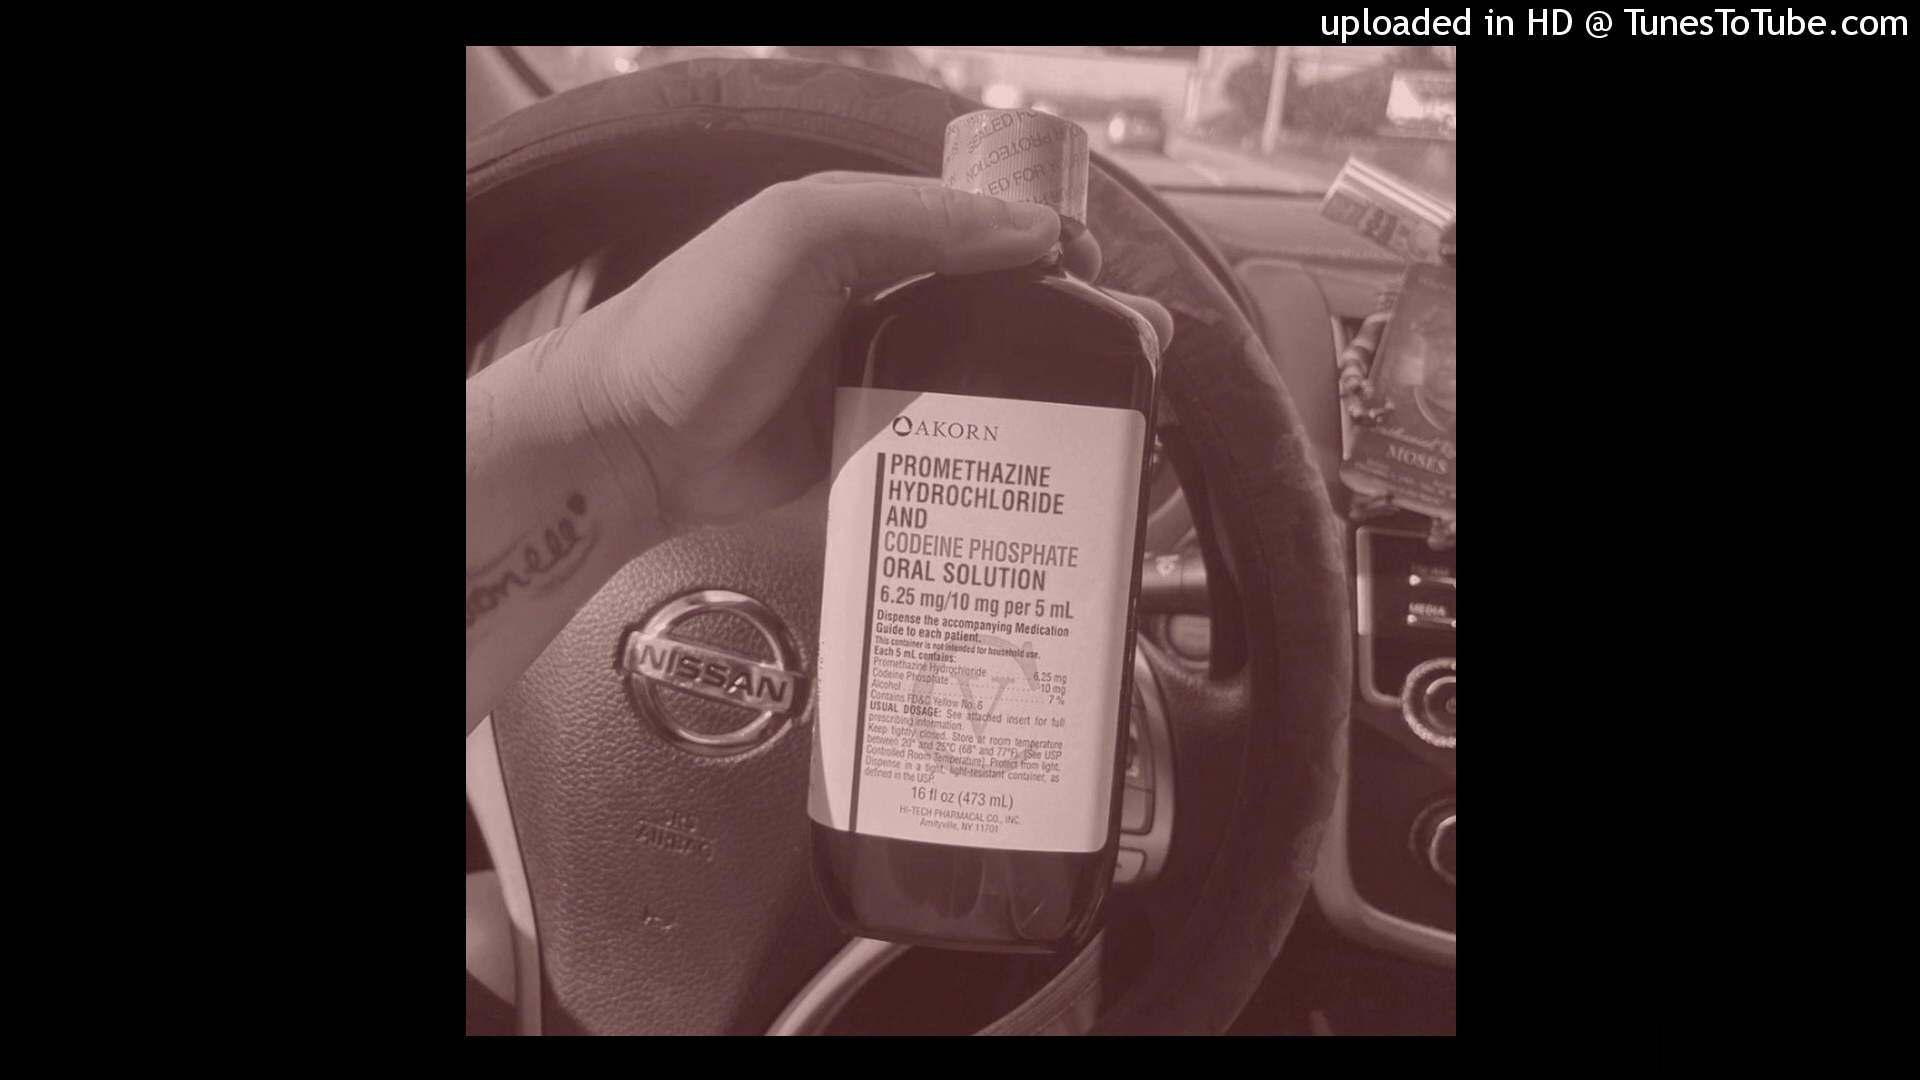 uploaded in HD @ TunesToTube.com
SEALED FO
PROTECTION
ED FOR YOUR
AKORN
PROMETHAZINE
HYDROCHLORIDE
AND
CODEINE PHOSPHATE
ORAL SOLUTION
6.25 mg/10 mg per 5 mL
Dispense the accompanying Medication
Guide to each patient.
This container is not intended for household use.
Each 5 mL contains:
Promethazine Hydrochloride 6.25 mg
Codeine Phosphate 10 mg
Alcohol 7 %
Contains FD&C Yellow No. 6
USUAL DOSAGE: See attached insert for full
prescribing information.
Keep tightly closed. Store at room temperature
between 20° and 25°C (68° and 77°F). [See USP
Controlled Room Temperature]. Protect from light.
Dispense in a tight, light-resistant container, as
defined in the USP.
16 fl oz (473 mL)
HI-TECH PHARMACAL CO., INC.
Amityville, NY 11701
CV
NISSAN
AIRBAG
MOSES
MEDIA